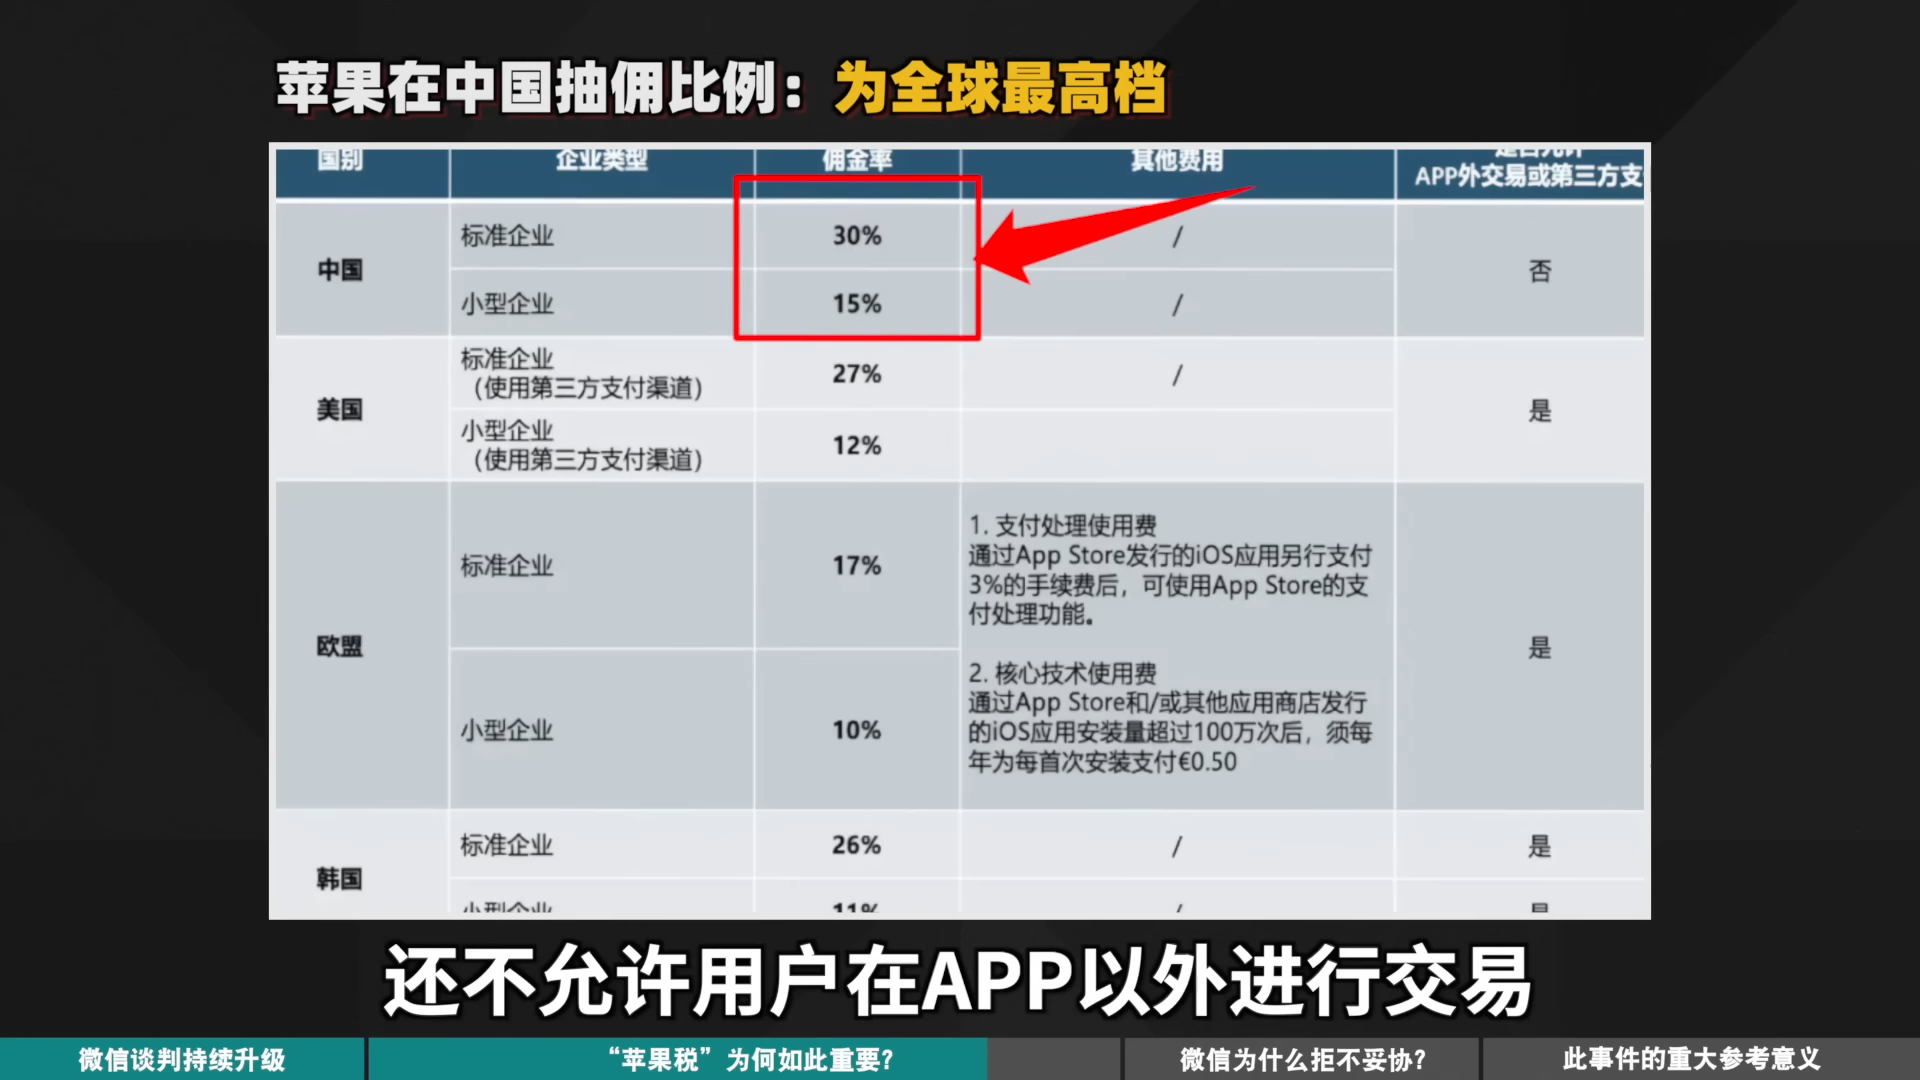 苹果在中国抽佣比例：为全球最高档
国别 企业类型 佣金率 其他费用 是否允许
APP外交易或第三方支
中国 标准企业 30% / 否
小型企业 15% /
美国 标准企业
（使用第三方支付渠道） 27% / 是
小型企业
（使用第三方支付渠道） 12%
欧盟 标准企业 17% 是
小型企业 10%
1. 支付处理使用费
通过App Store发行的iOS应用另行支付
3%的手续费后，可使用App Store的支
付处理功能。
2. 核心技术使用费
通过App Store和/或其他应用商店发行
的iOS应用安装量超过100万次后，须每
年为每首次安装支付€0.50
韩国 标准企业 26% / 是
小型企业 11% / 是
还不允许用户在APP以外进行交易
微信谈判持续升级 “苹果税”为何如此重要? 微信为什么拒不妥协? 此事件的重大参考意义